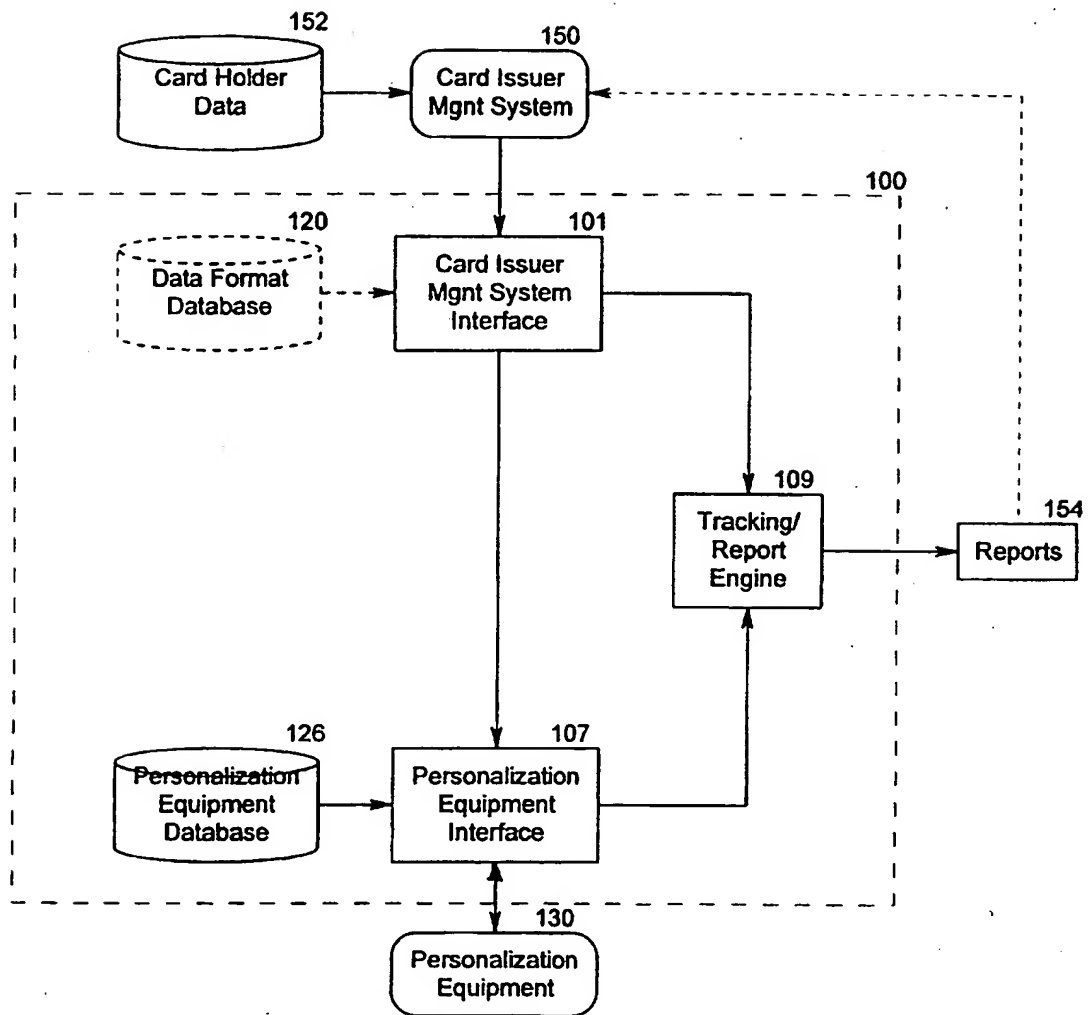 152
Card Holder
Data
150
Card Issuer
Mgnt System
100
120
Data Format
Database
101
Card Issuer
Mgnt System
Interface
109
Tracking/
Report
Engine
154
Reports
126
Personalization
Equipment
Database
107
Personalization
Equipment
Interface
130
Personalization
Equipment